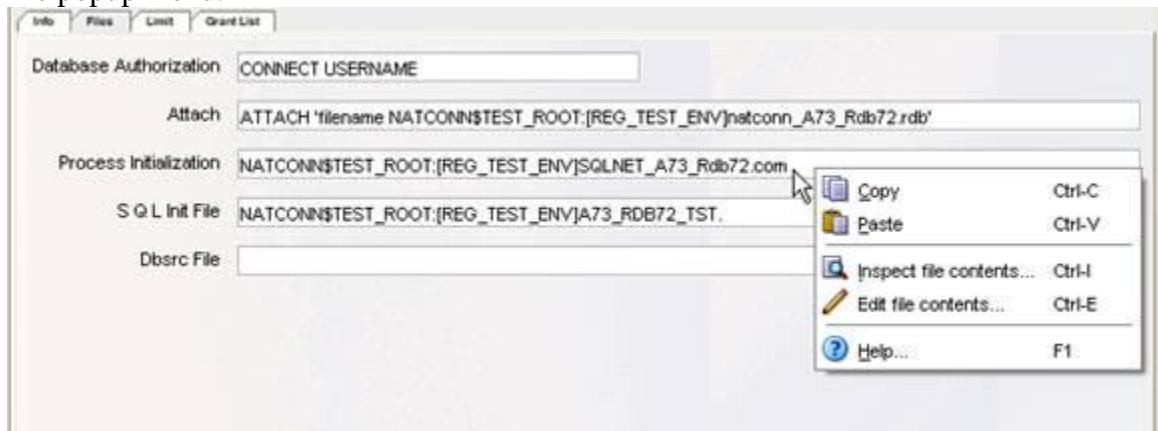 Info Files Limit Grant List
Database Authorization CONNECT USERNAME
Attach ATTACH 'filename NATCONN$TEST_ROOT:[REG_TEST_ENV]natconn_A73_Rdb72.rdb'
Process Initialization NATCONN$TEST_ROOT:[REG_TEST_ENV]SQLNET_A73_Rdb72.com
S Q L Init File NATCONN$TEST_ROOT:[REG_TEST_ENV]A73_RDB72_TST.
Dbsrc File
Copy Ctrl-C
Paste Ctrl-V
Inspect file contents... Ctrl-I
Edit file contents... Ctrl-E
Help... F1